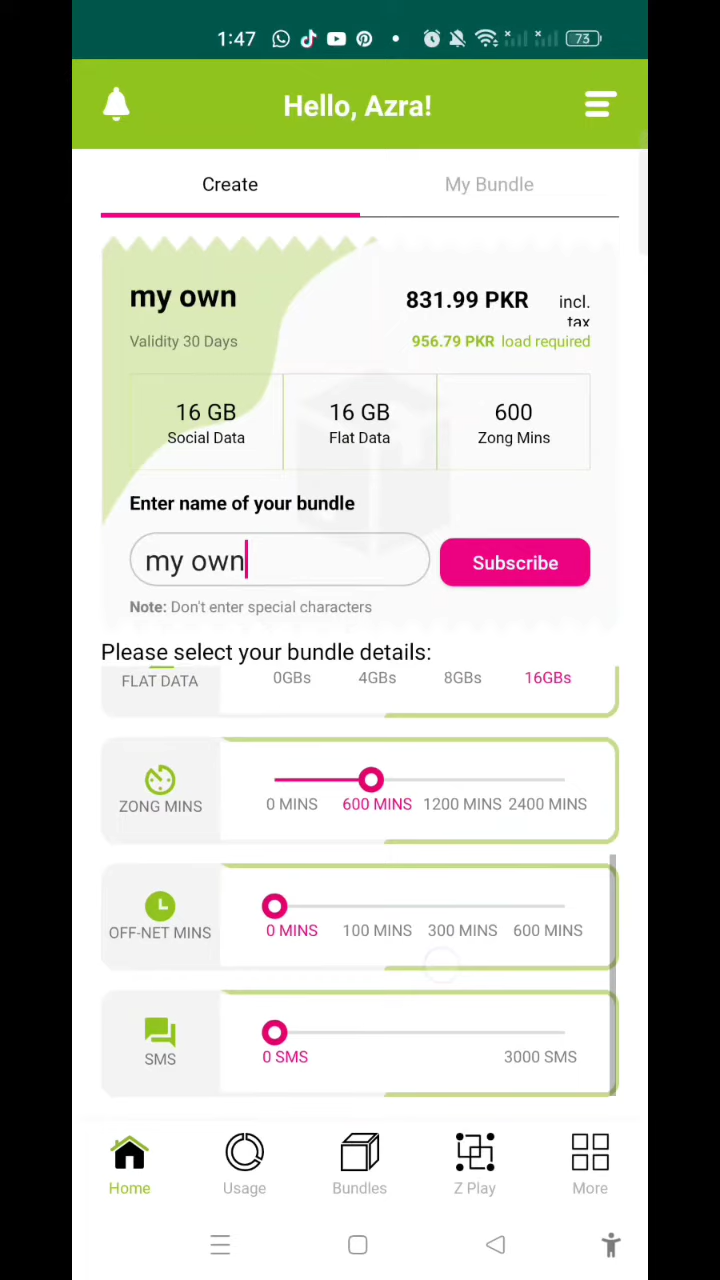 1:47
73
Hello, Azra!
Create My Bundle
my own 831.99 PKR incl. tax
Validity 30 Days 956.79 PKR load required
16 GB 16 GB 600
Social Data Flat Data Zong Mins
Enter name of your bundle
my own Subscribe
Note: Don't enter special characters
Please select your bundle details:
FLAT DATA 0GBs 4GBs 8GBs 16GBs
ZONG MINS 0 MINS 600 MINS 1200 MINS 2400 MINS
OFF-NET MINS 0 MINS 100 MINS 300 MINS 600 MINS
SMS 0 SMS 3000 SMS
Home Usage Bundles Z Play More